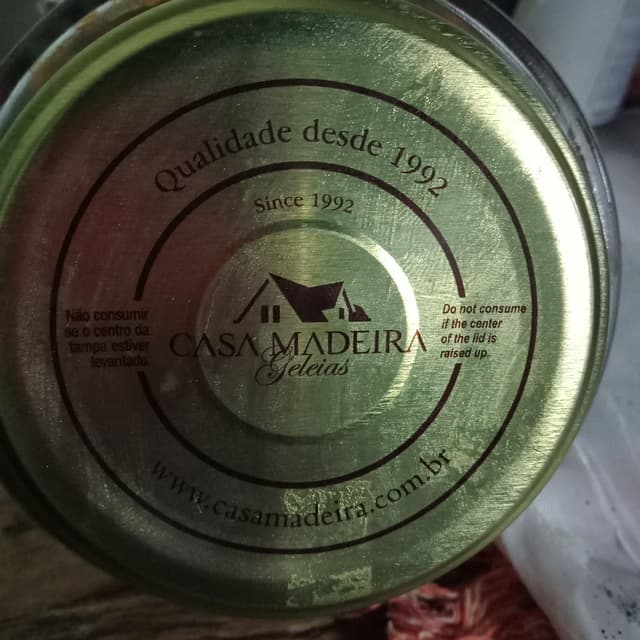 Qualidade desde 1992
Since 1992
Não consumir
se o centro da
tampa estiver
levantado.
CASA MADEIRA
Geleias
Do not consume
if the center
of the lid is
raised up.
www.casamadeira.com.br